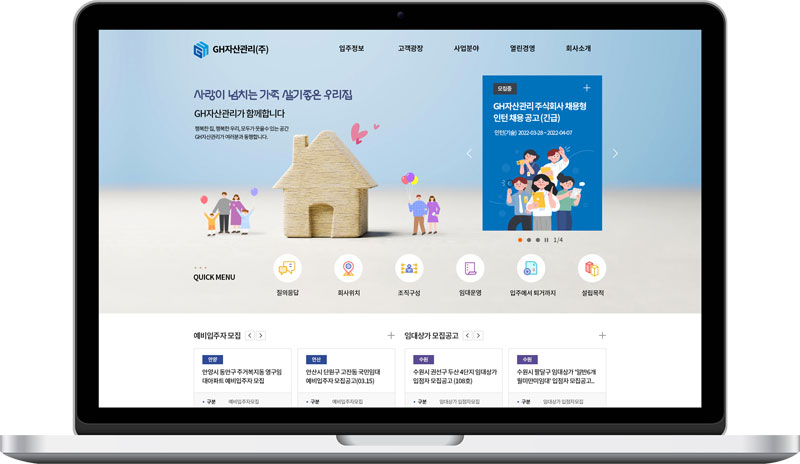 GH자산관리(주)
입주정보 고객광장 사업분야 열린경영 회사소개
사랑이 넘치는 가족 살기좋은 우리집
GH자산관리가 함께합니다
행복한 집, 행복한 우리, 모두가 웃을수 있는 공간
GH자산관리가 여러분과 동행합니다.
모집중
GH자산관리 주식회사 채용형
인턴 채용 공고 (긴급)
인턴(기술) 2022-03-28 ~ 2022-04-07
1/4
QUICK MENU
질의응답 회사위치 조직구성 임대운영 입주에서 퇴거까지 설립목적
예비입주자 모집
안양
안양시 동안구 주거복지동 영구임
대아파트 예비입주자 모집
• 구분 예비입주자모집
안산
안산시 단원구 고잔동 국민임대
예비입주자 모집공고(03.15)
• 구분 예비입주자모집
임대상가 모집공고
수원
수원시 권선구 두산 4단지 임대상가
입점자 모집공고 (108호)
• 구분 임대상가 입점자모집
수원
수원시 팔달구 임대상가 '일반6개
월미만미임대' 입점자 모집공고..
• 구분 임대상가 입점자모집